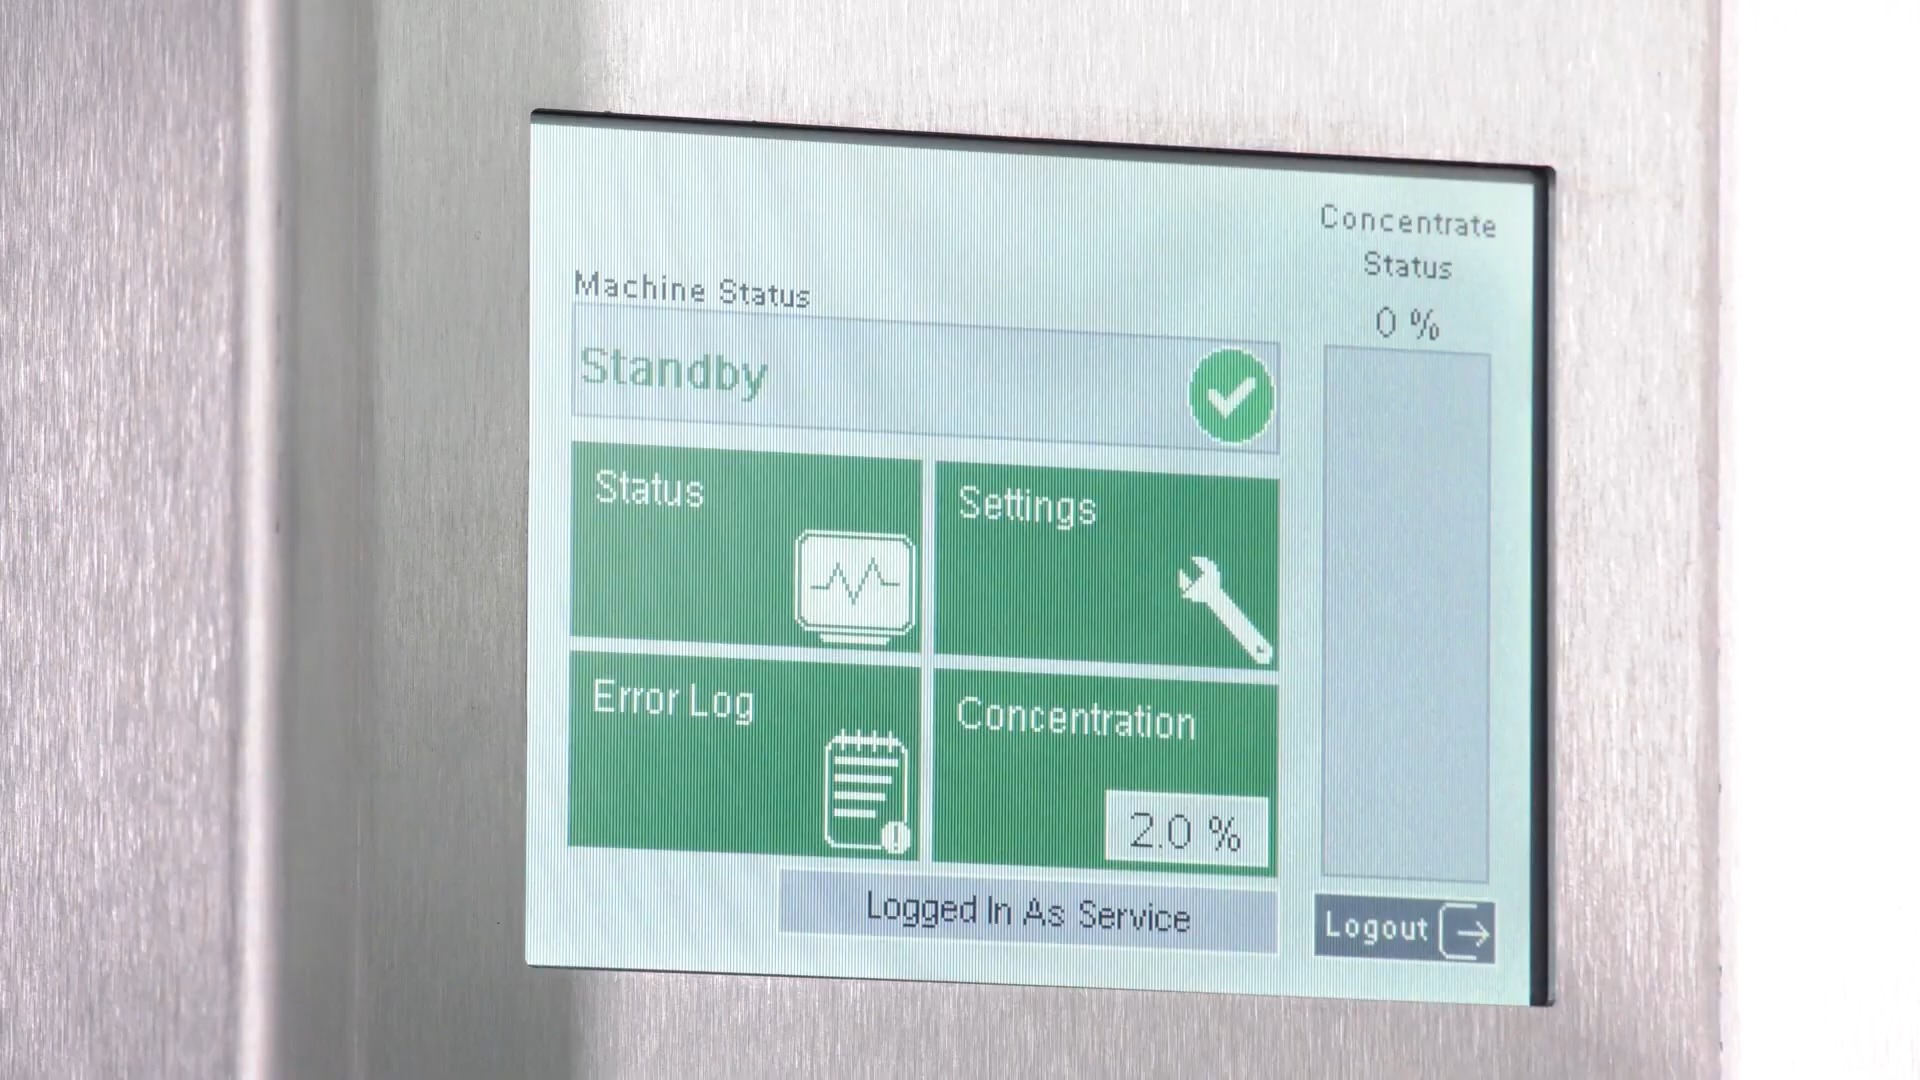 Concentrate
Status
0 %
Machine Status
Standby
Status
Settings
Error Log
Concentration
2.0 %
Logged In As Service
Logout